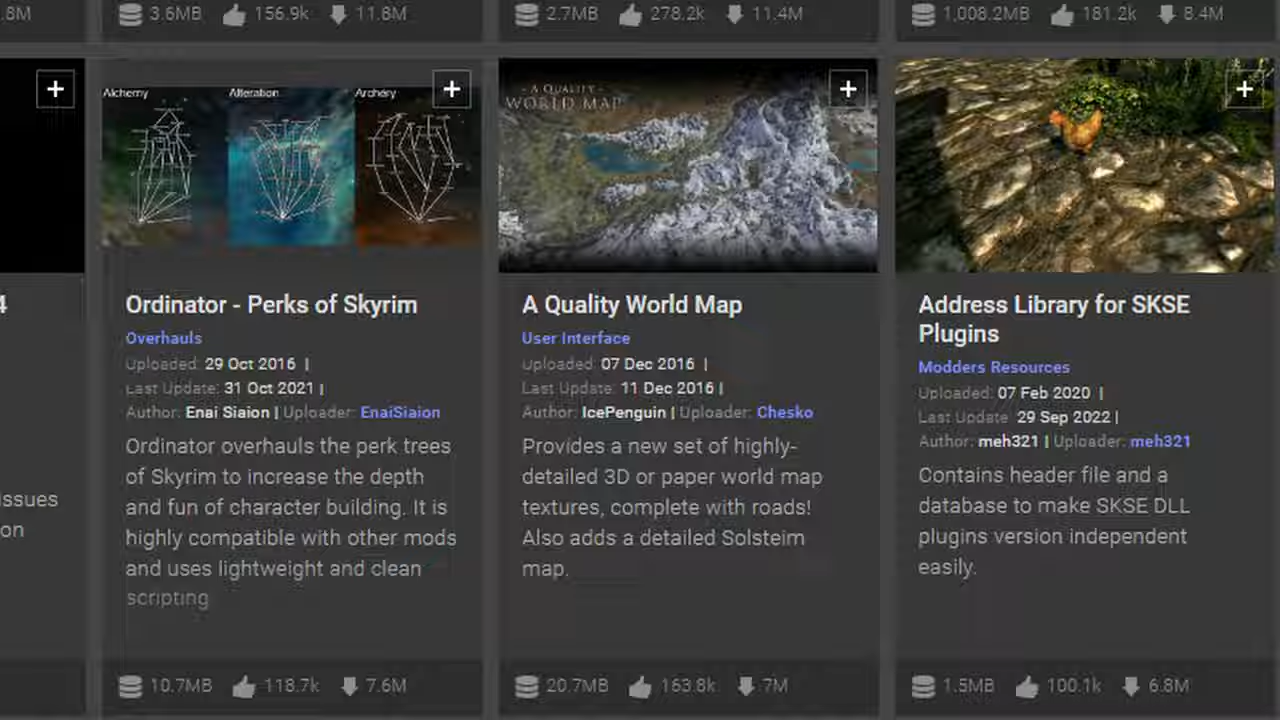 .8M
3.6MB 156.9k 11.8M
2.7MB 278.2k 11.4M
1,008.2MB 181.2k 8.4M
4
Issues
on
Alchemy Alteration Archery
Ordinator - Perks of Skyrim
Overhauls
Uploaded: 29 Oct 2016 |
Last Update: 31 Oct 2021 |
Author: Enai Siaion | Uploader: EnaiSiaion
Ordinator overhauls the perk trees
of Skyrim to increase the depth
and fun of character building. It is
highly compatible with other mods
and uses lightweight and clean
scripting
10.7MB 118.7k 7.6M
- A QUALITY -
WORLD MAP
A Quality World Map
User Interface
Uploaded: 07 Dec 2016 |
Last Update: 11 Dec 2016 |
Author: IcePenguin | Uploader: Chesko
Provides a new set of highly-
detailed 3D or paper world map
textures, complete with roads!
Also adds a detailed Solsteim
map.
20.7MB 163.8k 7M
Address Library for SKSE
Plugins
Modders Resources
Uploaded: 07 Feb 2020 |
Last Update: 29 Sep 2022 |
Author: meh321 | Uploader: meh321
Contains header file and a
database to make SKSE DLL
plugins version independent
easily.
1.5MB 100.1k 6.8M